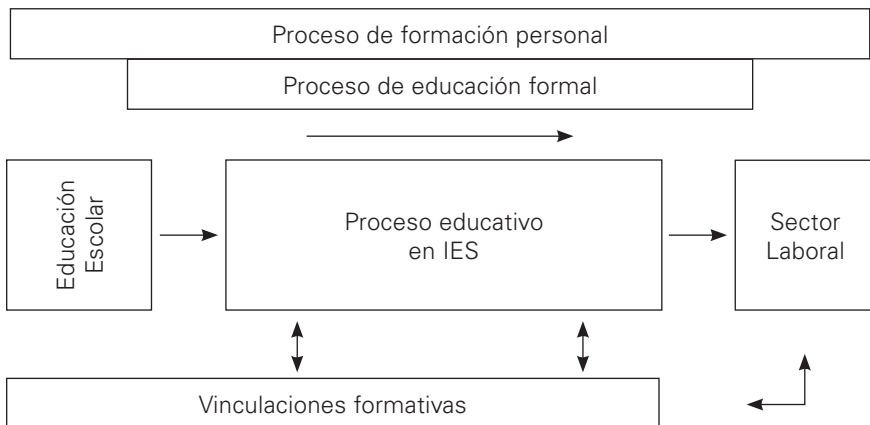 Proceso de formación personal
Proceso de educación formal
Educación
Escolar
Proceso educativo
en IES
Sector
Laboral
Vinculaciones formativas